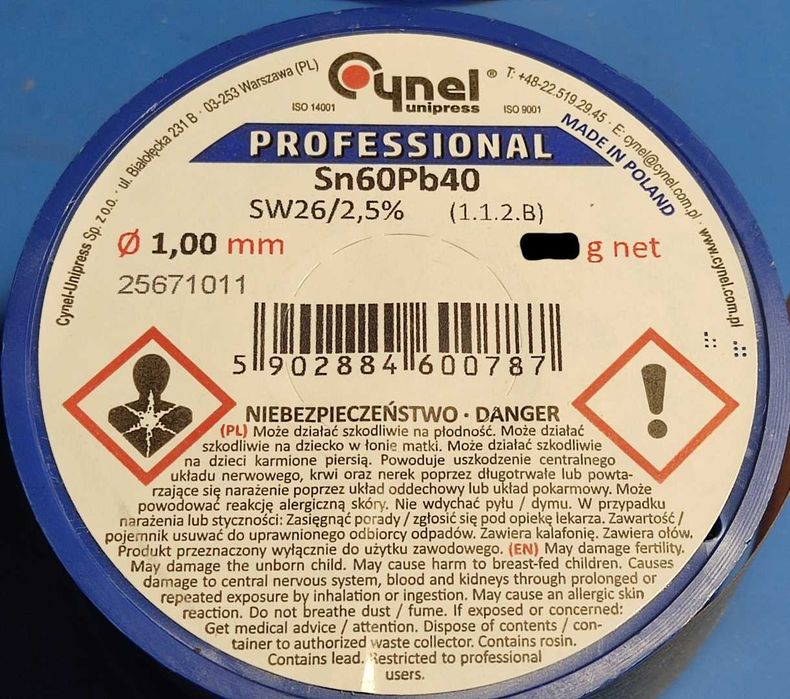 Cynel-Unipress Sp. z o.o. · ul. Białołęcka 231 B · 03-253 Warszawa (PL)
Cynel®
unipress
ISO 14001
ISO 9001
T: +48-22.519.29.45 · E: cynel@cynel.com.pl · www.cynel.com.pl
MADE IN POLAND
PROFESSIONAL
Sn60Pb40
SW26/2,5% (1.1.2.B)
Ø 1,00 mm
g net
25671011
5 902884 600787
NIEBEZPIECZEŃSTWO · DANGER
(PL) Może działać szkodliwie na płodność. Może działać
szkodliwie na dziecko w łonie matki. Może działać szkodliwie
na dzieci karmione piersią. Powoduje uszkodzenie centralnego
układu nerwowego, krwi oraz nerek poprzez długotrwałe lub powta-
rzające się narażenie poprzez układ oddechowy lub układ pokarmowy. Może
powodować reakcję alergiczną skóry. Nie wdychać pyłu / dymu. W przypadku
narażenia lub styczności: Zasięgnąć porady / zgłosić się pod opiekę lekarza. Zawartość /
pojemnik usuwać do uprawnionego odbiorcy odpadów. Zawiera kalafonię. Zawiera ołów.
Produkt przeznaczony wyłącznie do użytku zawodowego. (EN) May damage fertility.
May damage the unborn child. May cause harm to breast-fed children. Causes
damage to central nervous system, blood and kidneys through prolonged or
repeated exposure by inhalation or ingestion. May cause an allergic skin
reaction. Do not breathe dust / fume. If exposed or concerned:
Get medical advice / attention. Dispose of contents / con-
tainer to authorized waste collector. Contains rosin.
Contains lead. Restricted to professional
users.